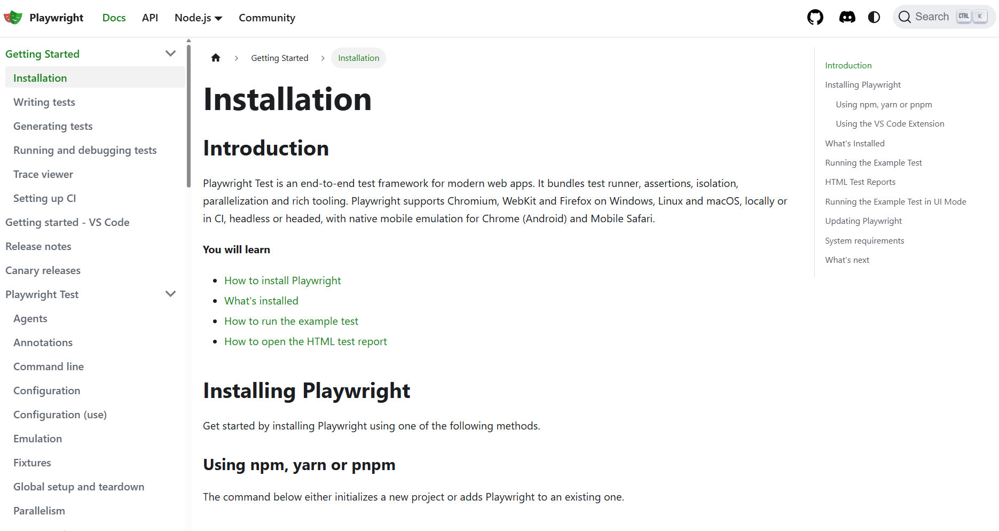 Playwright
Docs
API
Node.js
Community
Search
CTRL
K
Getting Started
Installation
Writing tests
Generating tests
Running and debugging tests
Trace viewer
Setting up CI
Getting started - VS Code
Release notes
Canary releases
Playwright Test
Agents
Annotations
Command line
Configuration
Configuration (use)
Emulation
Fixtures
Global setup and teardown
Parallelism
Getting Started
Installation
Installation
Introduction
Playwright Test is an end-to-end test framework for modern web apps. It bundles test runner, assertions, isolation,
parallelization and rich tooling. Playwright supports Chromium, WebKit and Firefox on Windows, Linux and macOS, locally or
in CI, headless or headed, with native mobile emulation for Chrome (Android) and Mobile Safari.
You will learn
How to install Playwright
What's installed
How to run the example test
How to open the HTML test report
Installing Playwright
Get started by installing Playwright using one of the following methods.
Using npm, yarn or pnpm
The command below either initializes a new project or adds Playwright to an existing one.
Introduction
Installing Playwright
Using npm, yarn or pnpm
Using the VS Code Extension
What's Installed
Running the Example Test
HTML Test Reports
Running the Example Test in UI Mode
Updating Playwright
System requirements
What's next